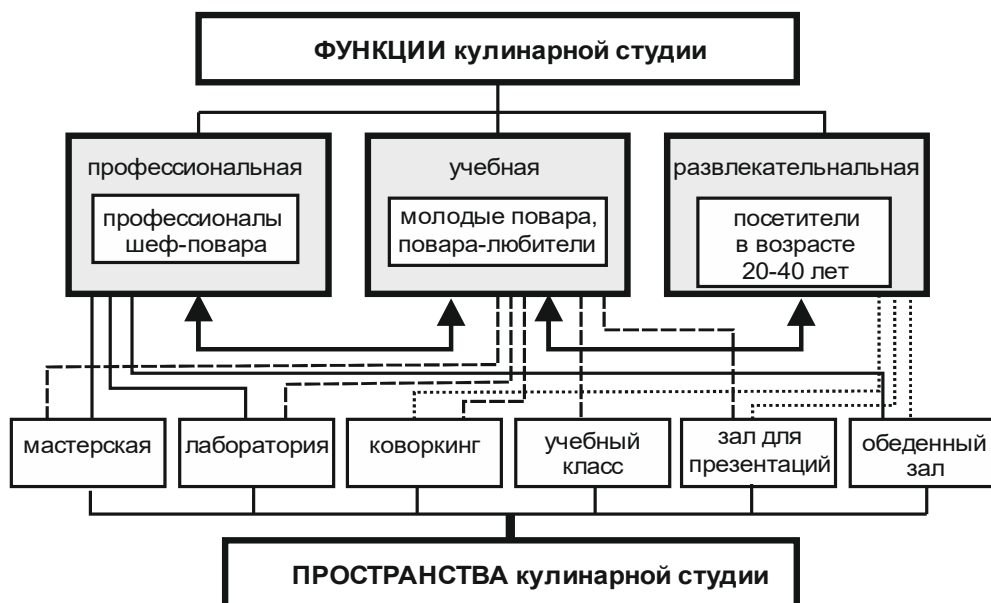 ФУНКЦИИ кулинарной студии
профессиональная
профессионалы
шеф-повара
учебная
молодые повара,
повара-любители
развлекательнальная
посетители
в возрасте
20-40 лет
мастерская
лаборатория
коворкинг
учебный
класс
зал для
презентаций
обеденный
зал
ПРОСТРАНСТВА кулинарной студии